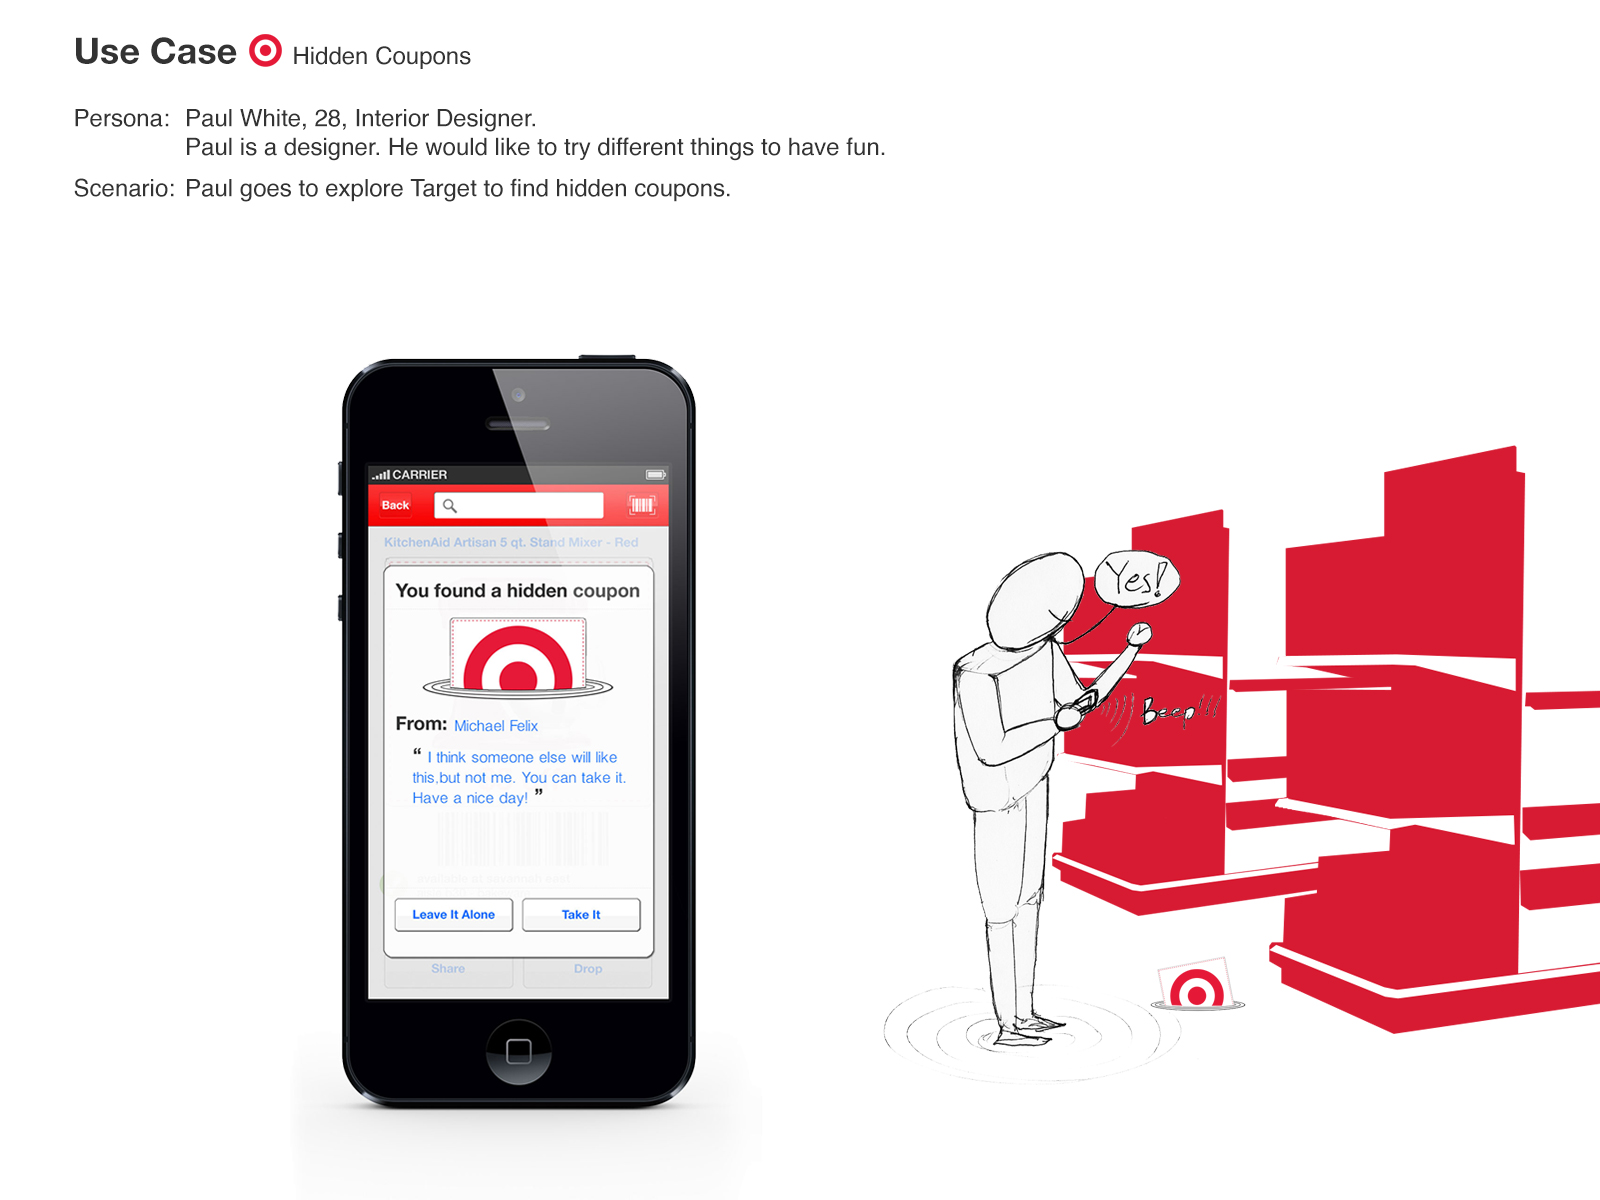 Use Case Hidden Coupons
Persona: Paul White, 28, Interior Designer.
Paul is a designer. He would like to try different things to have fun.
Scenario: Paul goes to explore Target to find hidden coupons.
CARRIER
Back
KitchenAid Artisan 5 qt. Stand Mixer - Red
You found a hidden coupon
From: Michael Felix
“ I think someone else will like
this.but not me. You can take it.
Have a nice day! ”
Leave It Alone Take It
Share Drop
Yes!
Beep!!!